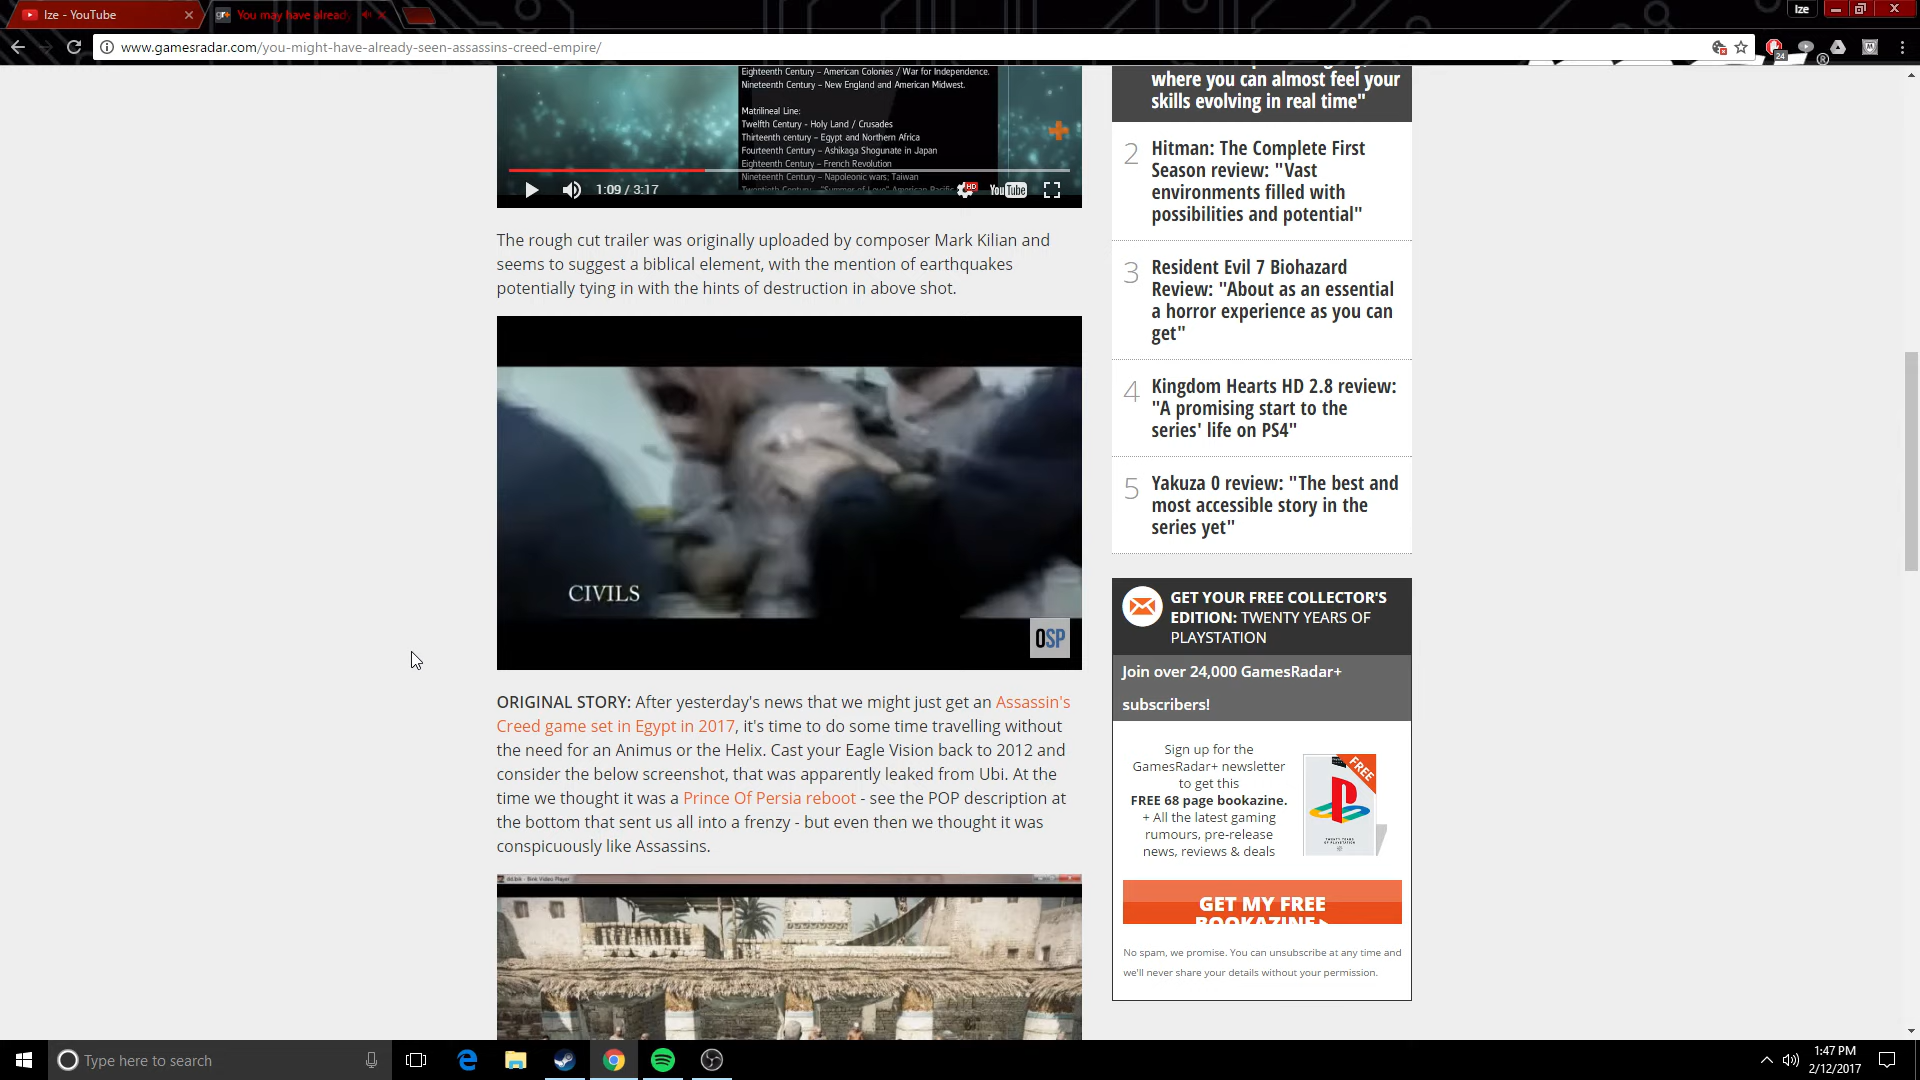 Ize - YouTube
You may have already
Ize
www.gamesradar.com/you-might-have-already-seen-assassins-creed-empire/
24
Eighteenth Century – American Colonies / War for Independence.
Nineteenth Century – New England and American Midwest.
Matrilineal Line:
Twelfth Century - Holy Land / Crusades
Thirteenth century – Egypt and Northern Africa
Fourteenth Century – Ashikaga Shogunate in Japan
Eighteenth Century – French Revolution
Nineteenth Century – Napoleonic wars; Taiwan
1:09 / 3:17
HD
YouTube
The rough cut trailer was originally uploaded by composer Mark Kilian and
seems to suggest a biblical element, with the mention of earthquakes
potentially tying in with the hints of destruction in above shot.
CIVILS
OSP
ORIGINAL STORY: After yesterday's news that we might just get an Assassin's
Creed game set in Egypt in 2017, it's time to do some time travelling without
the need for an Animus or the Helix. Cast your Eagle Vision back to 2012 and
consider the below screenshot, that was apparently leaked from Ubi. At the
time we thought it was a Prince Of Persia reboot - see the POP description at
the bottom that sent us all into a frenzy - but even then we thought it was
conspicuously like Assassins.
where you can almost feel your
skills evolving in real time"
2 Hitman: The Complete First
Season review: "Vast
environments filled with
possibilities and potential"
3 Resident Evil 7 Biohazard
Review: "About as an essential
a horror experience as you can
get"
4 Kingdom Hearts HD 2.8 review:
"A promising start to the
series' life on PS4"
5 Yakuza 0 review: "The best and
most accessible story in the
series yet"
GET YOUR FREE COLLECTOR'S
EDITION: TWENTY YEARS OF
PLAYSTATION
Join over 24,000 GamesRadar+
subscribers!
Sign up for the
GamesRadar+ newsletter
to get this
FREE 68 page bookazine.
+ All the latest gaming
rumours, pre-release
news, reviews & deals
FREE
GET MY FREE
BOOKAZINE
No spam, we promise. You can unsubscribe at any time and
we'll never share your details without your permission.
Type here to search
1:47 PM
2/12/2017